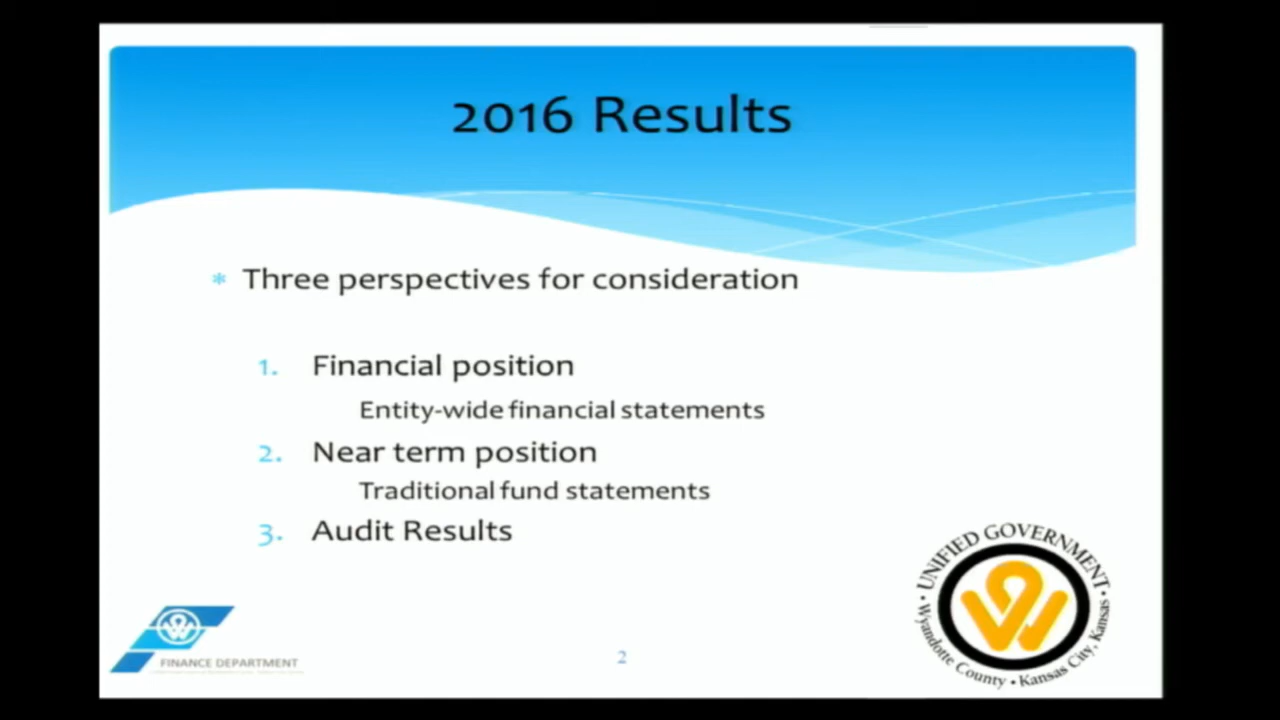 2016 Results
* Three perspectives for consideration
1. Financial position
Entity-wide financial statements
2. Near term position
Traditional fund statements
3. Audit Results
FINANCE DEPARTMENT
2
• UNIFIED GOVERNMENT •
Wyandotte County • Kansas City, Kansas